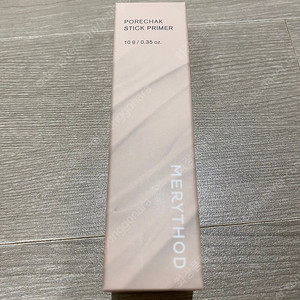 PORECHAK
STICK PRIMER
10 g / 0.35 oz.
MERYTHOD